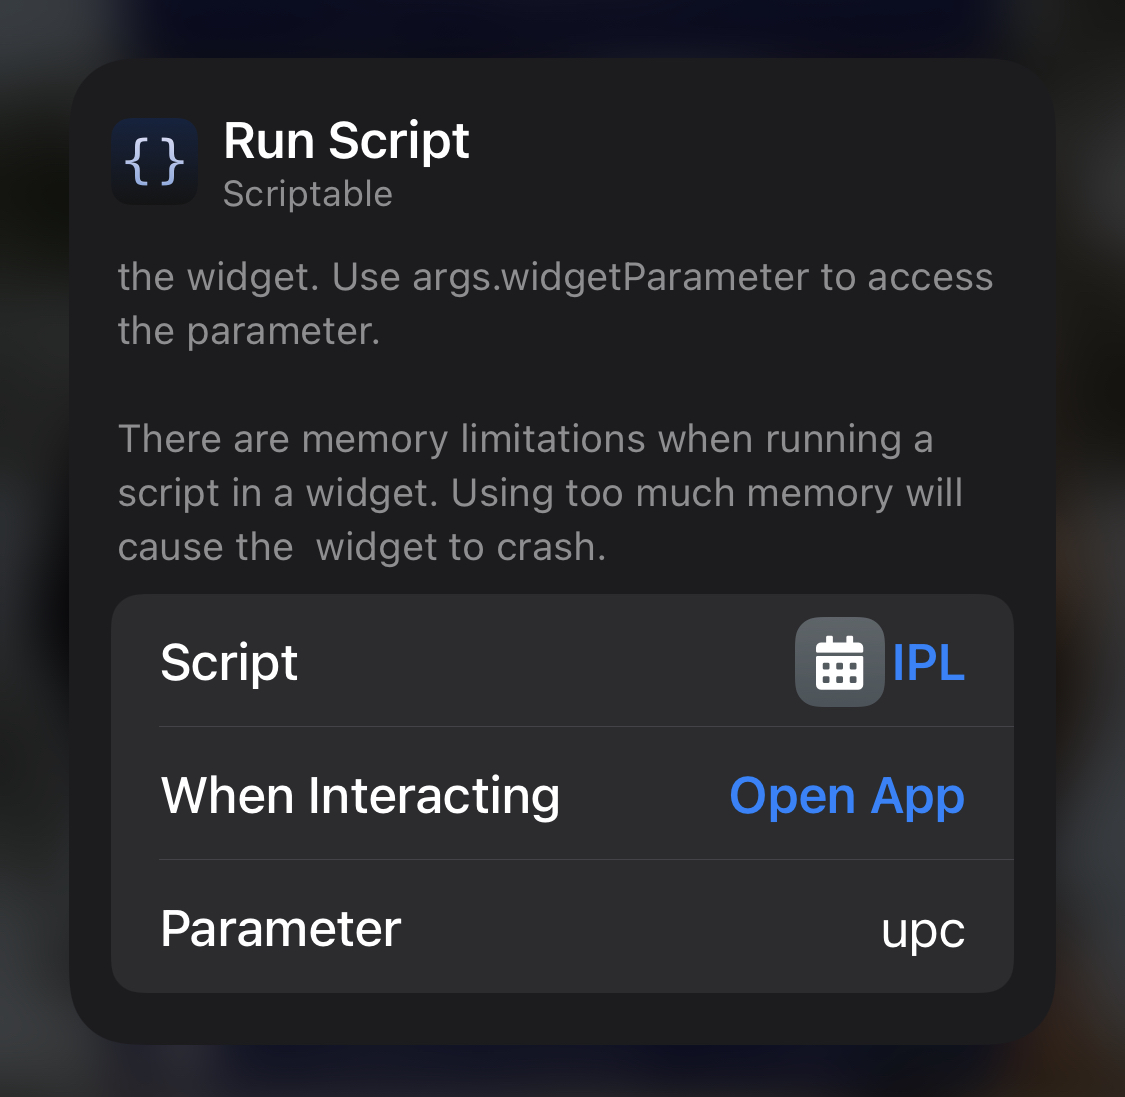 {}
Run Script
Scriptable
the widget. Use args.widgetParameter to access
the parameter.
There are memory limitations when running a
script in a widget. Using too much memory will
cause the  widget to crash.
Script IPL
When Interacting Open App
Parameter upc